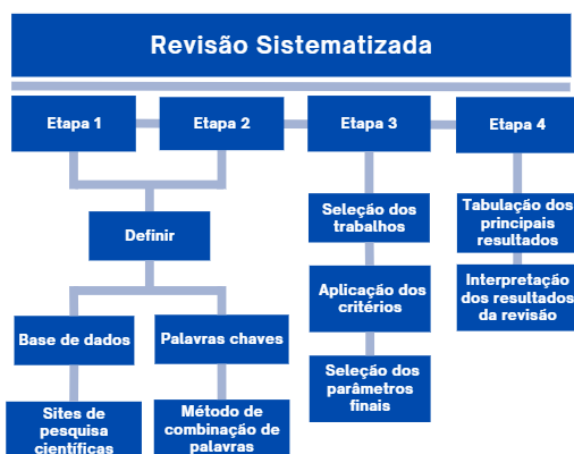 Revisão Sistematizada
Etapa 1
Etapa 2
Etapa 3
Etapa 4
Definir
Base de dados
Palavras chaves
Sites de
pesquisa
científicas
Método de
combinação de
palavras
Seleção dos
trabalhos
Aplicação dos
critérios
Seleção dos
parâmetros
finais
Tabulação dos
principais
resultados
Interpretação
dos resultados
da revisão